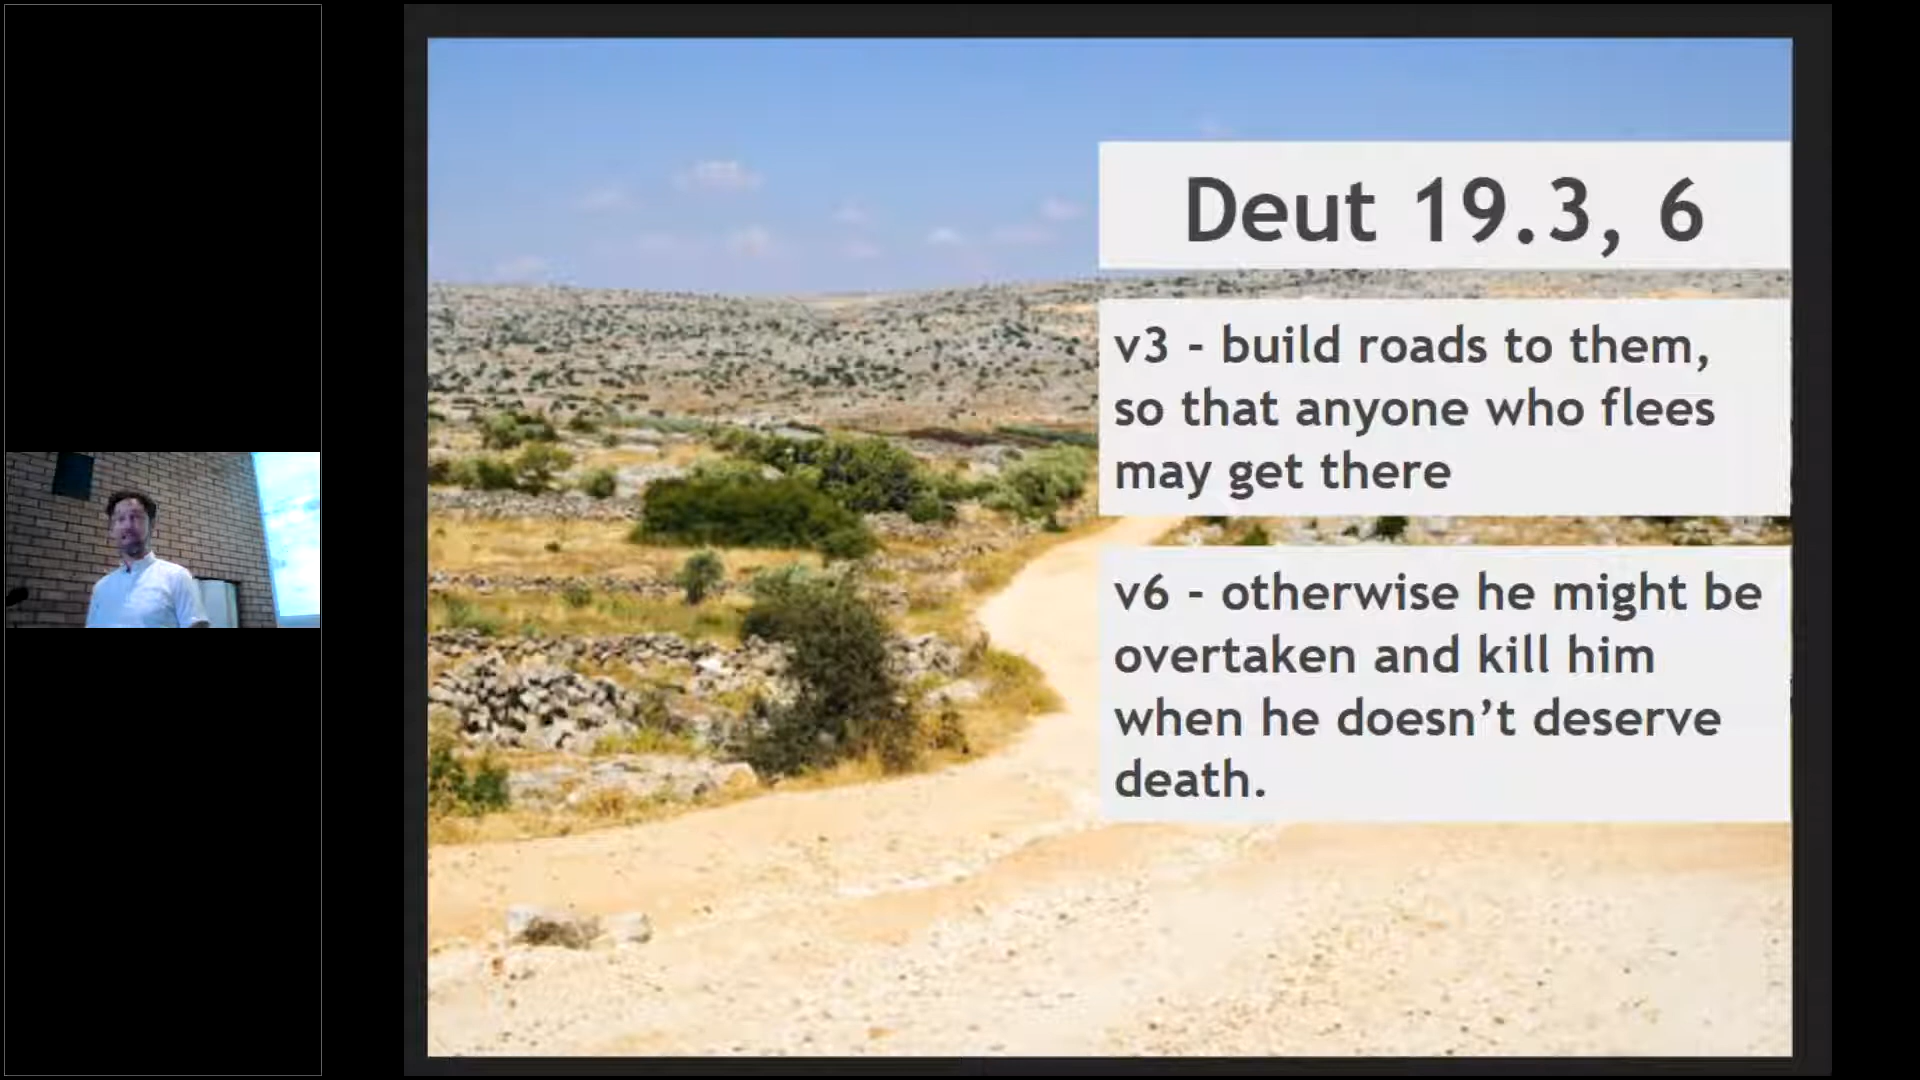 Deut 19.3, 6
v3 - build roads to them,
so that anyone who flees
may get there
v6 - otherwise he might be
overtaken and kill him
when he doesn’t deserve
death.